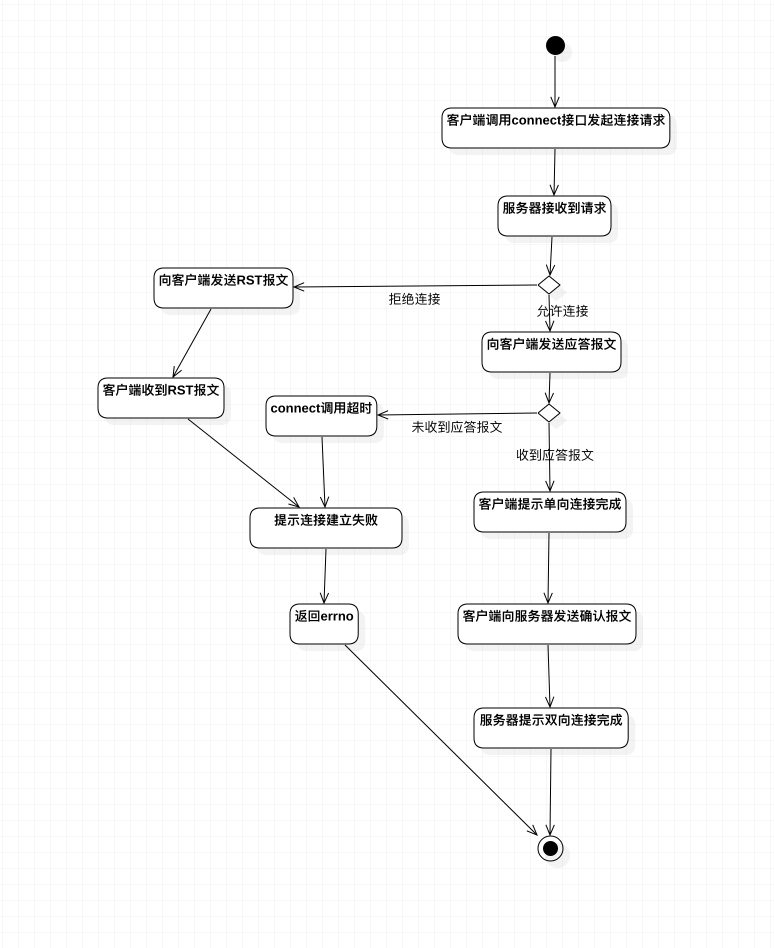 客户端调用connect接口发起连接请求
服务器接收到请求
向客户端发送RST报文
拒绝连接
允许连接
向客户端发送应答报文
客户端收到RST报文
connect调用超时
未收到应答报文
收到应答报文
客户端提示单向连接完成
提示连接建立失败
返回errno
客户端向服务器发送确认报文
服务器提示双向连接完成